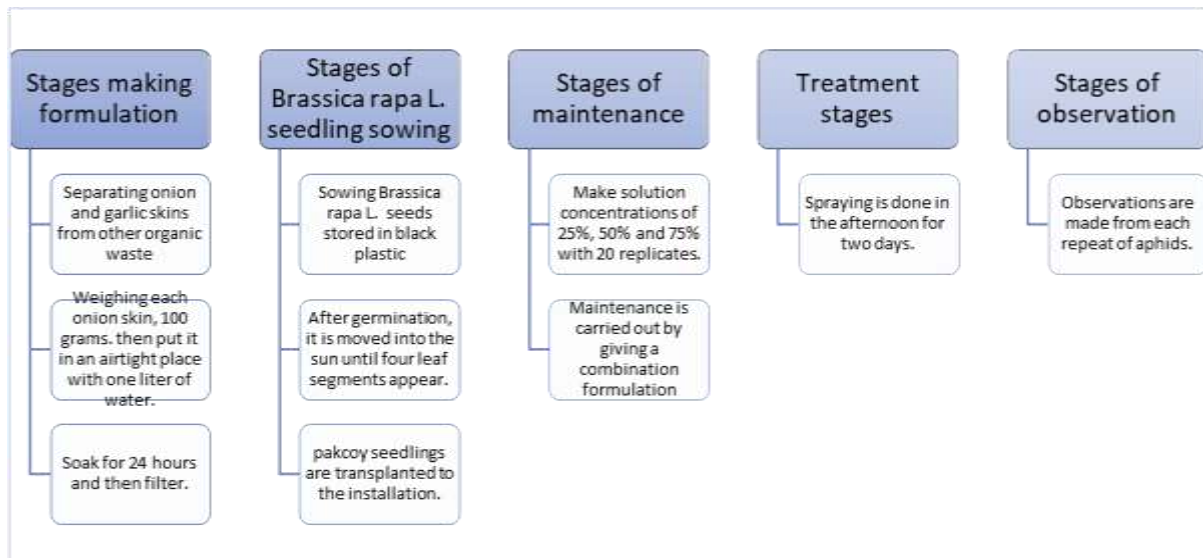 Stages making
formulation
Separating onion
and garlic skins
from other organic
waste
Weighing each
onion skin, 100
grams. then put it
in an airtight place
with one liter of
water.
Soak for 24 hours
and then filter.
Stages of
Brassica rapa L.
seedling sowing
Sowing Brassica
rapa L. seeds
stored in black
plastic
After germination,
it is moved into the
sun until four leaf
segments appear.
pakcoy seedlings
are transplanted to
the installation.
Stages of
maintenance
Make solution
concentrations of
25%, 50% and 75%
with 20 replicates.
Maintenance is
carried out by
giving a
combination
formulation
Treatment
stages
Spraying is done in
the afternoon for
two days.
Stages of
observation
Observations are
made from each
repeat of aphids.